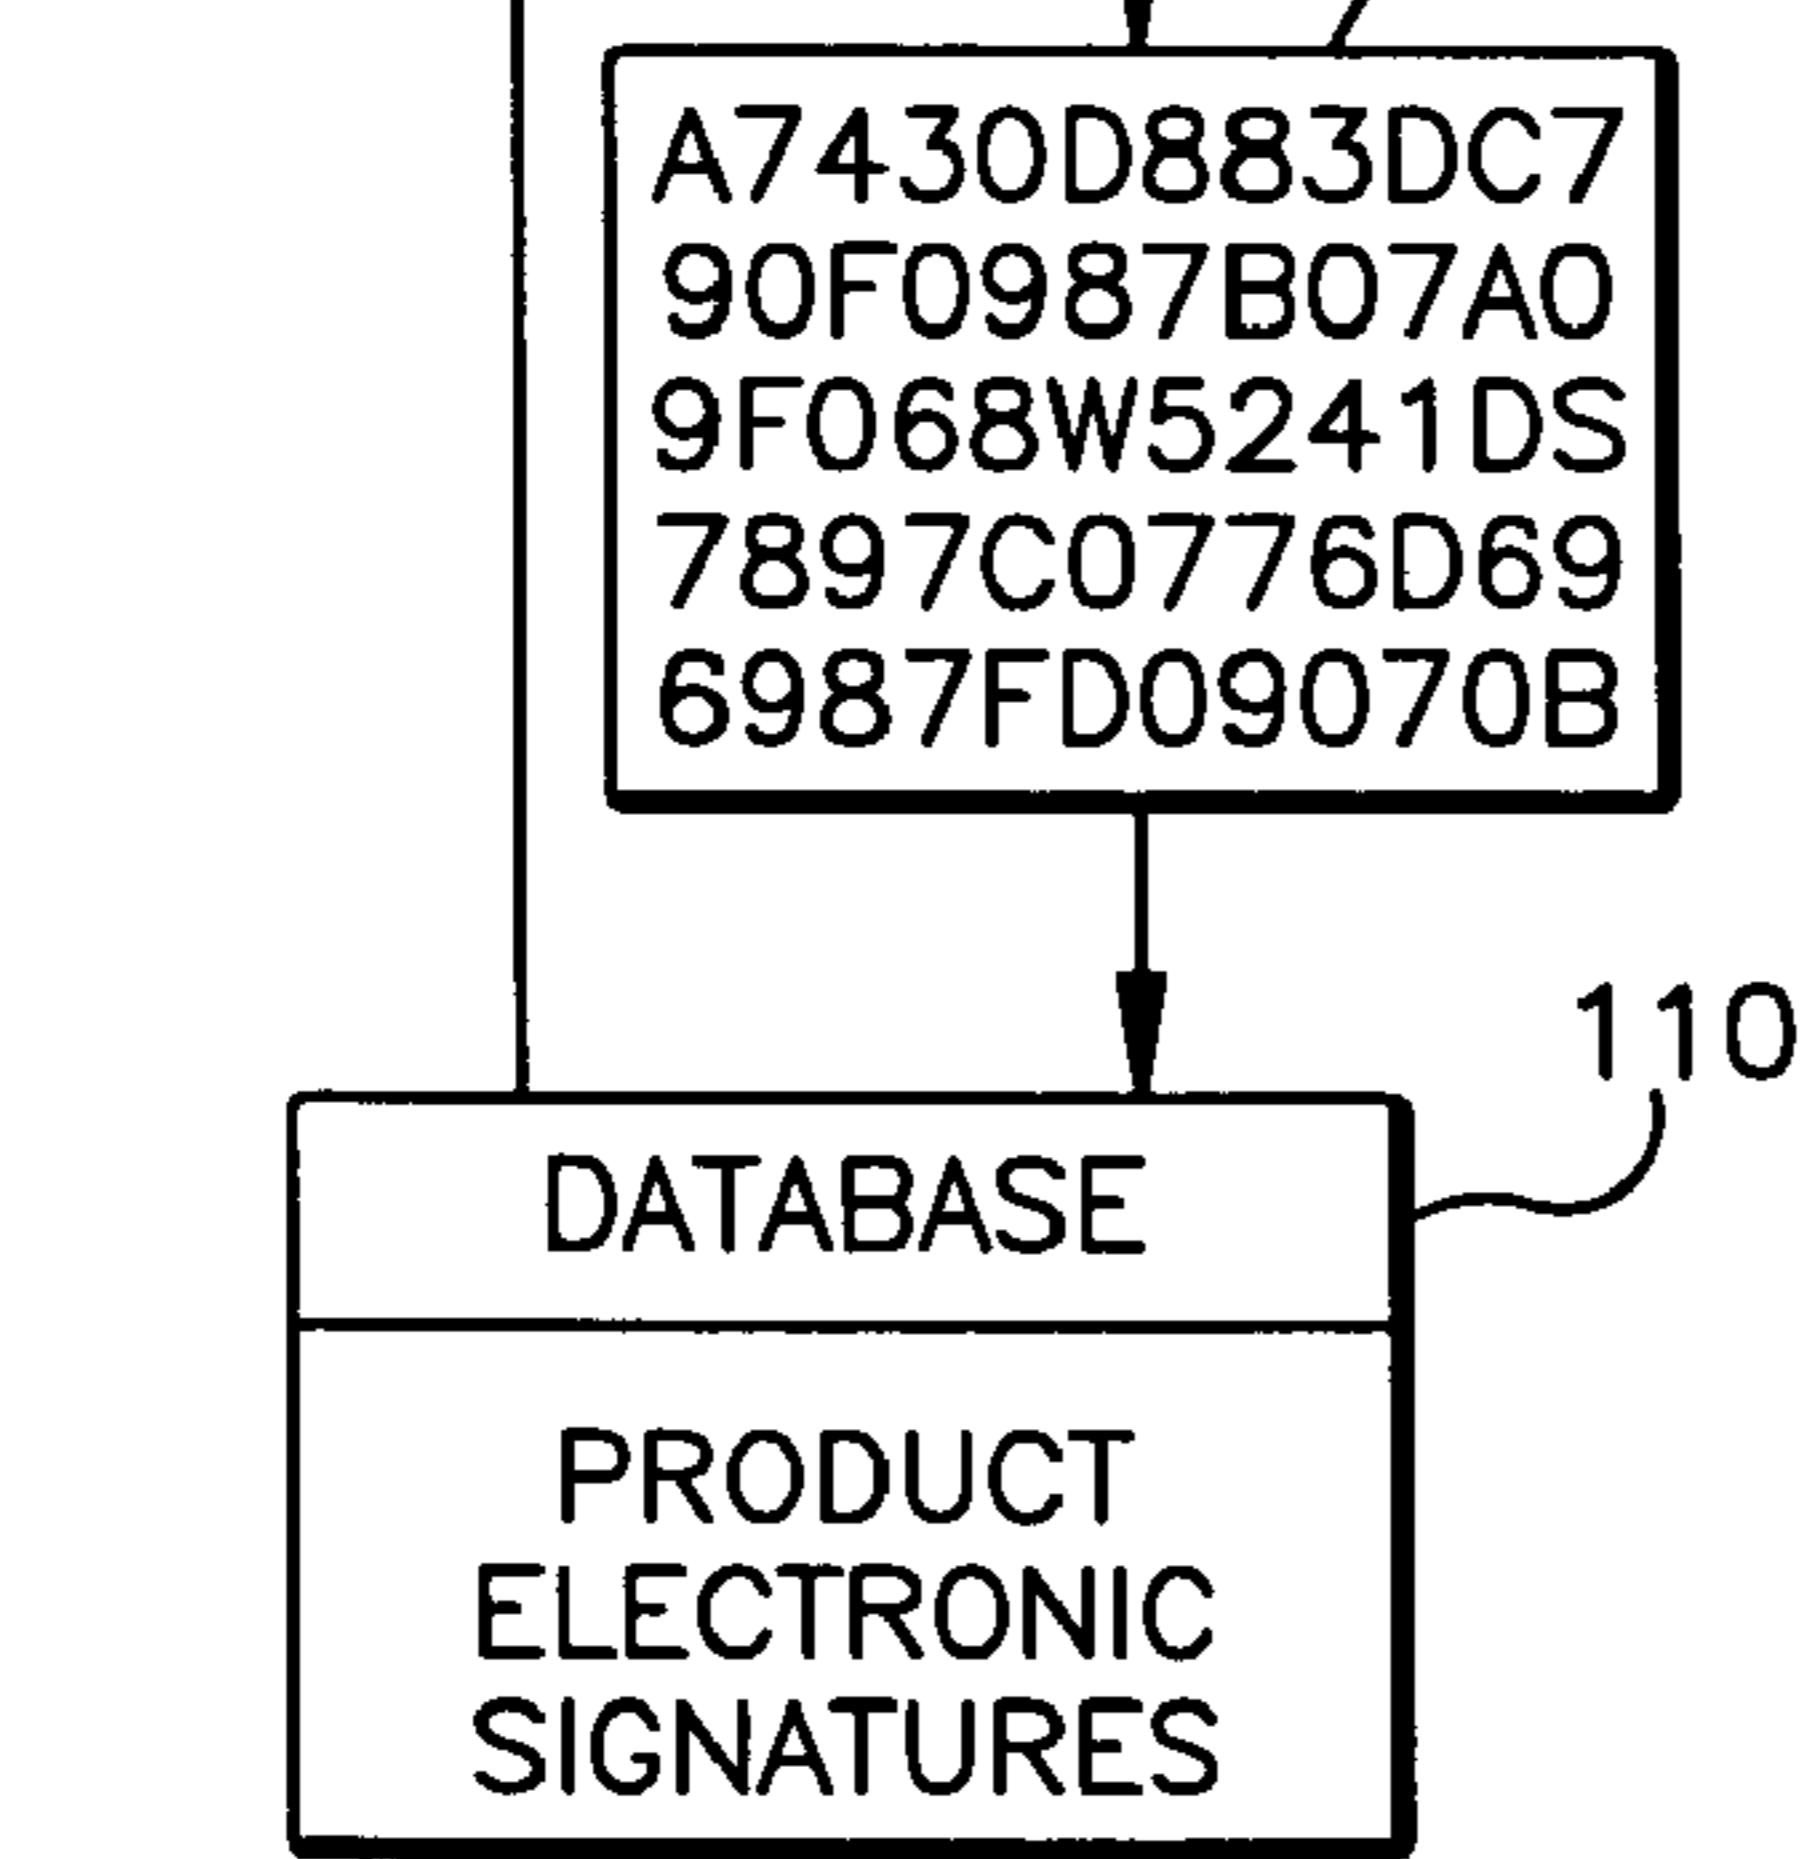 A7430D883DC7
90F0987B07A0
9F068W5241DS
7897C0776D69
6987FD09070B
110
DATABASE
PRODUCT
ELECTRONIC
SIGNATURES